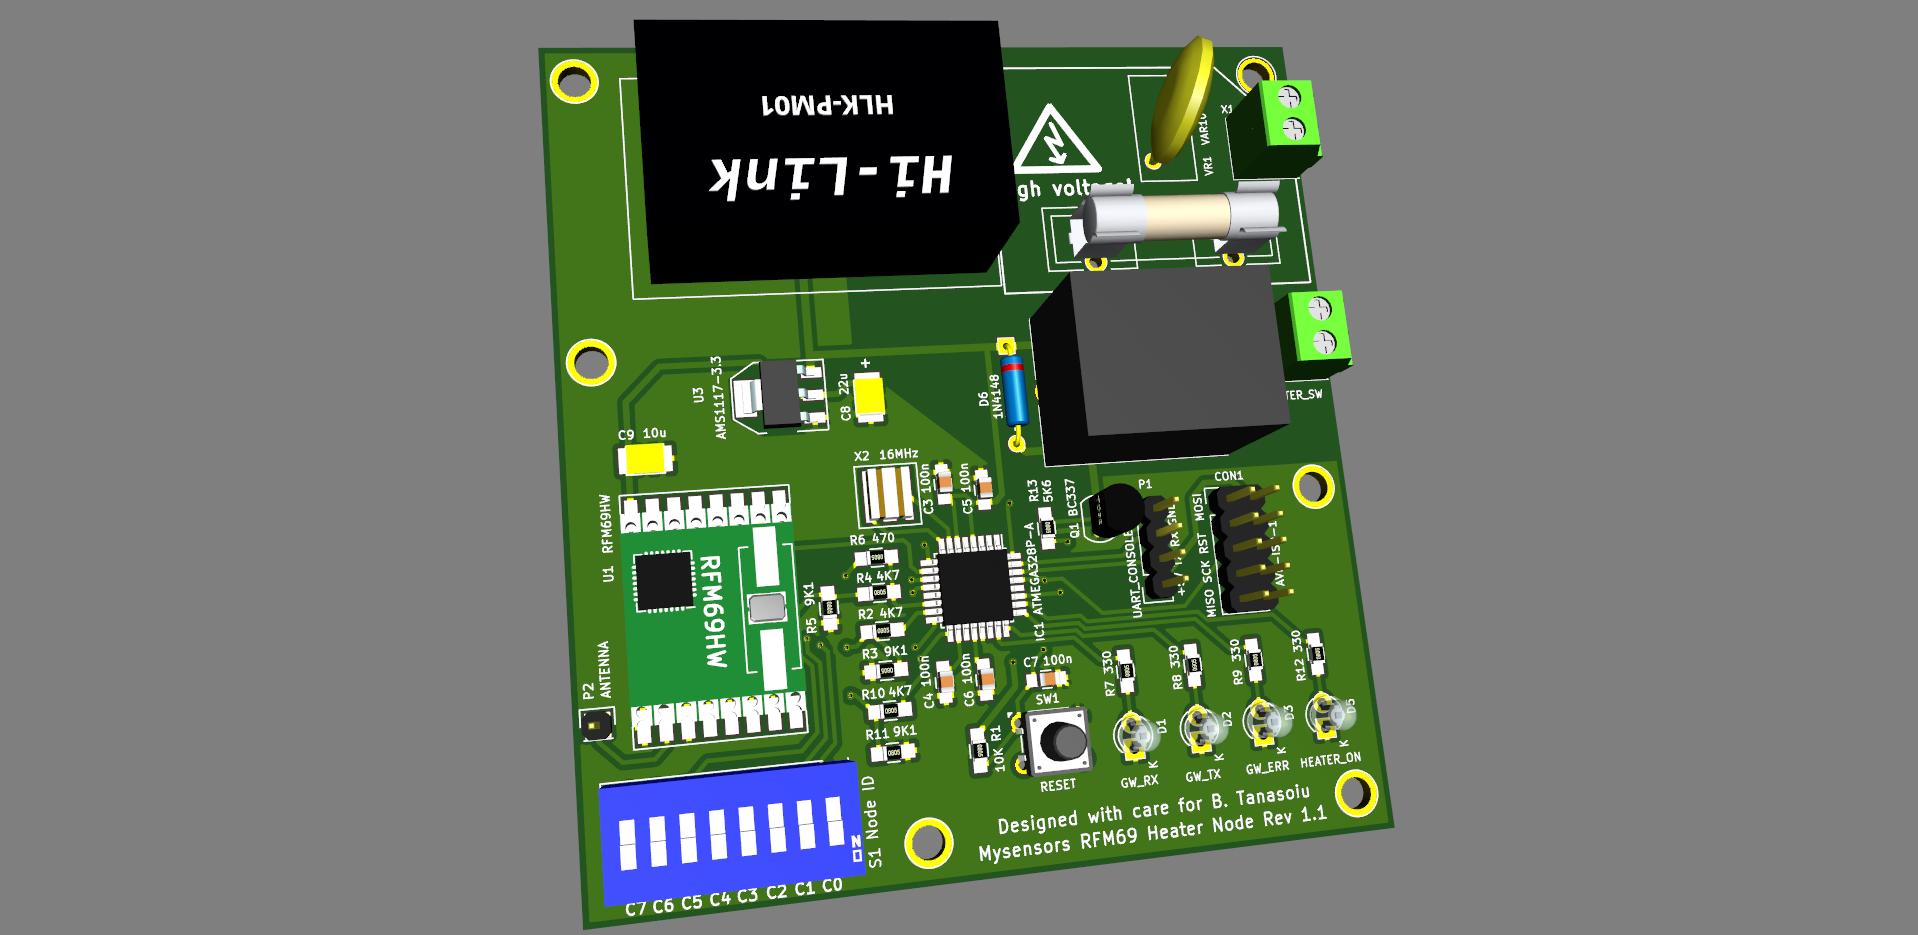 HLK-PM01
Hi-Link
gh voltage!
X1
VR1
U3
AMS1117-3.3
C8 22u
+
D6
1N4148
TER_SW
C9 10u
X2 16MHz
C3 100n
C5 100n
R13
5K6
Q1 BC337
P1
UART_CONSOLE
CON1
MOSI
RST
SCK
MISO
U1 RFM69HW
RFM69HW
R6 470
R4 4K7
R5 9K1
R2 4K7
R3 9K1
R10 4K7
R11 9K1
IC1 ATMEGA328P-A
C4 100n
C6 100n
C7 100n
P2
ANTENNA
R1
10K
SW1
RESET
R7 330
R8 330
R9 330
R12 330
D1
D2
D3
D5
K
K
K
K
GW_RX
GW_TX
GW_ERR
HEATER_ON
S1 Node ID
C7 C6 C5 C4 C3 C2 C1 C0
Designed with care for B. Tanasoiu
Mysensors RFM69 Heater Node Rev 1.1